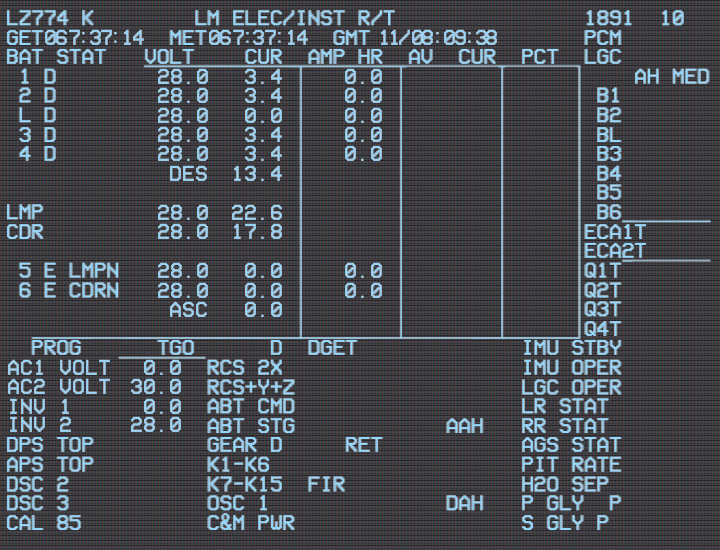 LZ774 K LM ELEC/INST R/T 1891 10
GET067:37:14 MET067:37:14 GMT 11/08:09:38 PCM
BAT STAT VOLT CUR AMP HR AV CUR PCT LGC
1 D 28.0 3.4 0.0 AH MED
2 D 28.0 3.4 0.0 B1
L D 28.0 0.0 0.0 B2
3 D 28.0 3.4 0.0 BL
4 D 28.0 3.4 0.0 B3
DES 13.4 B4
B5
LMP 28.0 22.6 B6
CDR 28.0 17.8 ECA1T
ECA2T
5 E LMPN 28.0 0.0 0.0 Q1T
6 E CDRN 28.0 0.0 0.0 Q2T
ASC 0.0 Q3T
Q4T
PROG TGO D DGET IMU STBY
AC1 VOLT 0.0 RCS 2X IMU OPER
AC2 VOLT 30.0 RCS+Y+Z LGC OPER
INV 1 0.0 ABT CMD LR STAT
INV 2 28.0 ABT STG AAH RR STAT
DPS TOP GEAR D RET AGS STAT
APS TOP K1-K6 PIT RATE
DSC 2 K7-K15 FIR H2O SEP
DSC 3 OSC 1 DAH P GLY P
CAL 85 C&M PWR S GLY P